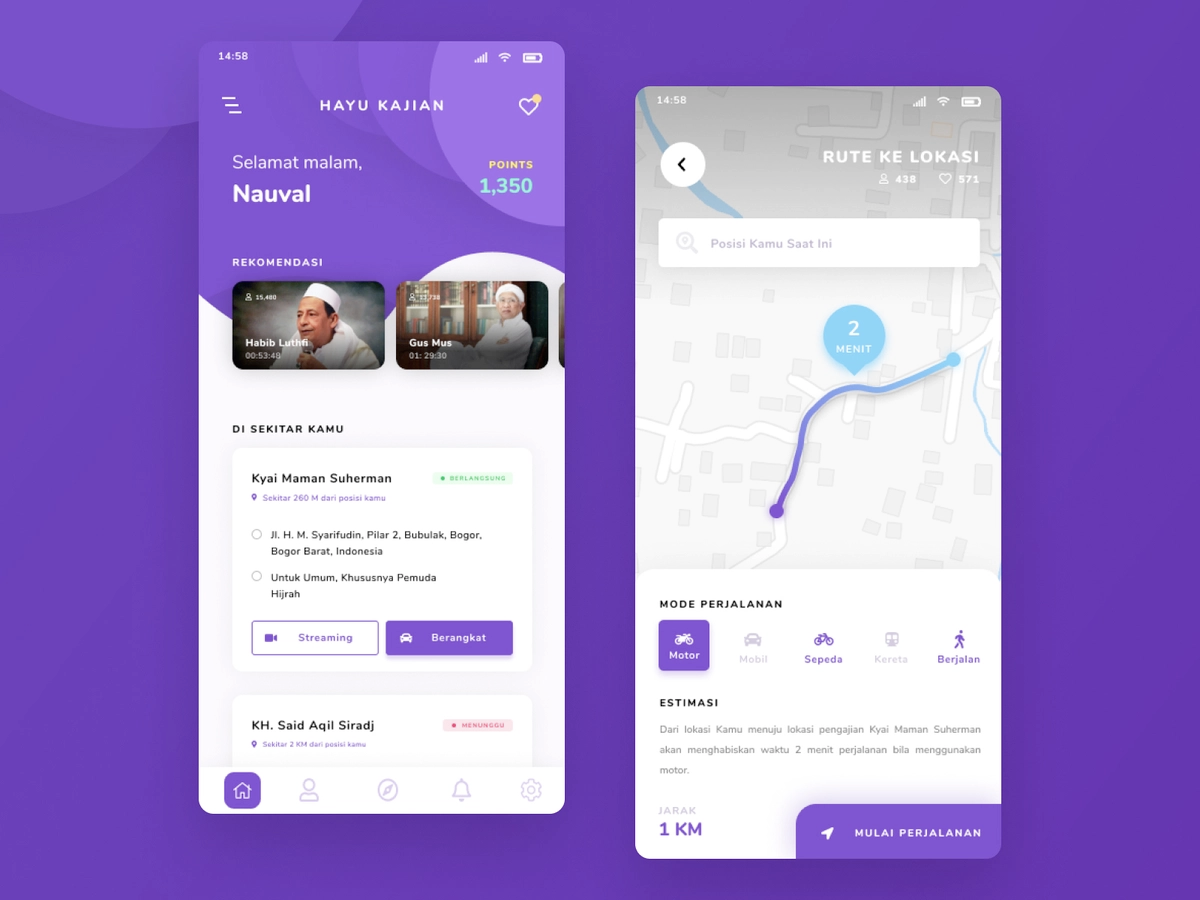 14:58
HAYU KAJIAN
Selamat malam,
Nauval
POINTS
1,350
REKOMENDASI
15,480
Habib Luthfi
00:53:48
Gus Mus
01: 29:30
DI SEKITAR KAMU
Kyai Maman Suherman
BERLANGSUNG
Sekitar 260 M dari posisi kamu
Jl. H. M. Syarifudin, Pilar 2, Bubulak, Bogor,
Bogor Barat, Indonesia
Untuk Umum, Khususnya Pemuda
Hijrah
Streaming
Berangkat
KH. Said Aqil Siradj
MENUNGGU
Sekitar 2 KM dari posisi kamu
14:58
RUTE KE LOKASI
438
571
Posisi Kamu Saat Ini
2
MENIT
MODE PERJALANAN
Motor
Mobil
Sepeda
Kereta
Berjalan
ESTIMASI
Dari lokasi Kamu menuju lokasi pengajian Kyai Maman Suherman
akan menghabiskan waktu 2 menit perjalanan bila menggunakan
motor.
JARAK
1 KM
MULAI PERJALANAN